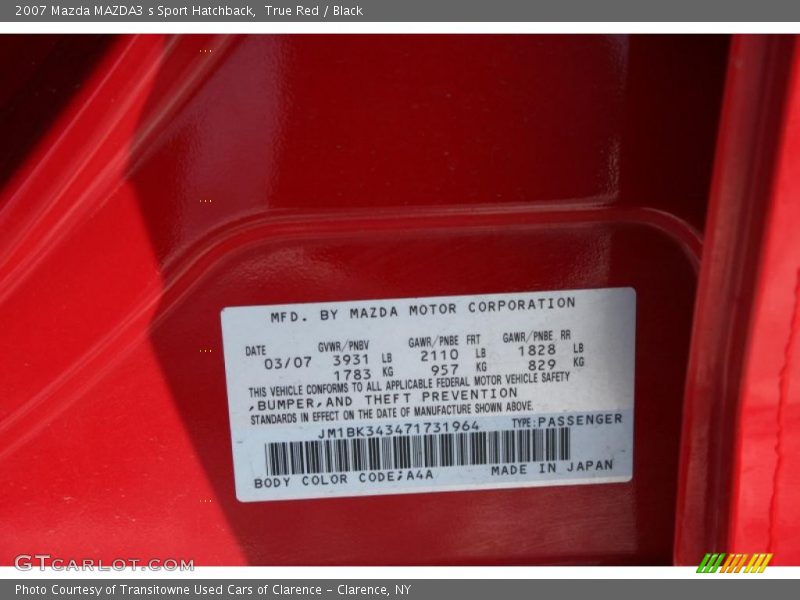 2007 Mazda MAZDA3 s Sport Hatchback,  True Red / Black
MFD. BY MAZDA MOTOR CORPORATION
DATE GVWR/PNBV GAWR/PNBE FRT GAWR/PNBE RR
03/07 3931 LB 2110 LB 1828 LB
1783 KG 957 KG 829 KG
THIS VEHICLE CONFORMS TO ALL APPLICABLE FEDERAL MOTOR VEHICLE SAFETY
,BUMPER,AND THEFT PREVENTION
STANDARDS IN EFFECT ON THE DATE OF MANUFACTURE SHOWN ABOVE.
JM1BK343471731964 TYPE:PASSENGER
BODY COLOR CODE;A4A MADE IN JAPAN
GTCARLOT.COM
Photo Courtesy of Transitowne Used Cars of Clarence – Clarence, NY